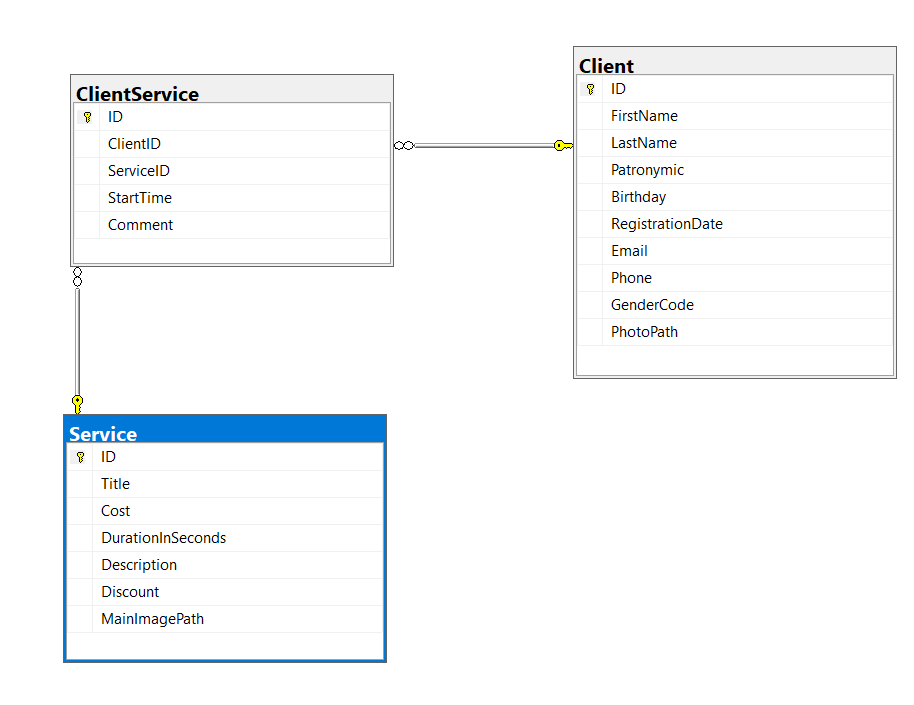 ClientService
ID
ClientID
ServiceID
StartTime
Comment
Client
ID
FirstName
LastName
Patronymic
Birthday
RegistrationDate
Email
Phone
GenderCode
PhotoPath
Service
ID
Title
Cost
DurationInSeconds
Description
Discount
MainImagePath